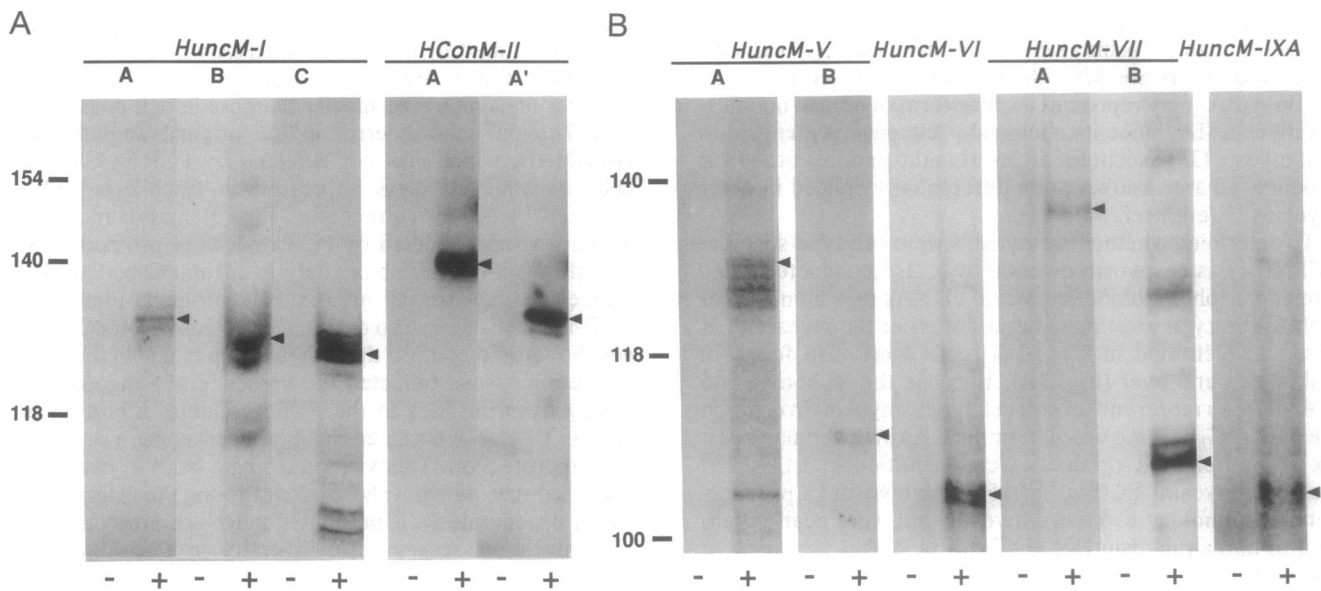 A
HuncM-I
HConM-II
A B C
A A'
154
140
118
- + - + - +
- + - +
B
HuncM-V HuncM-VI HuncM-VII HuncM-IXA
A B
A B
140
118
100
- + - + - + - + - + - +